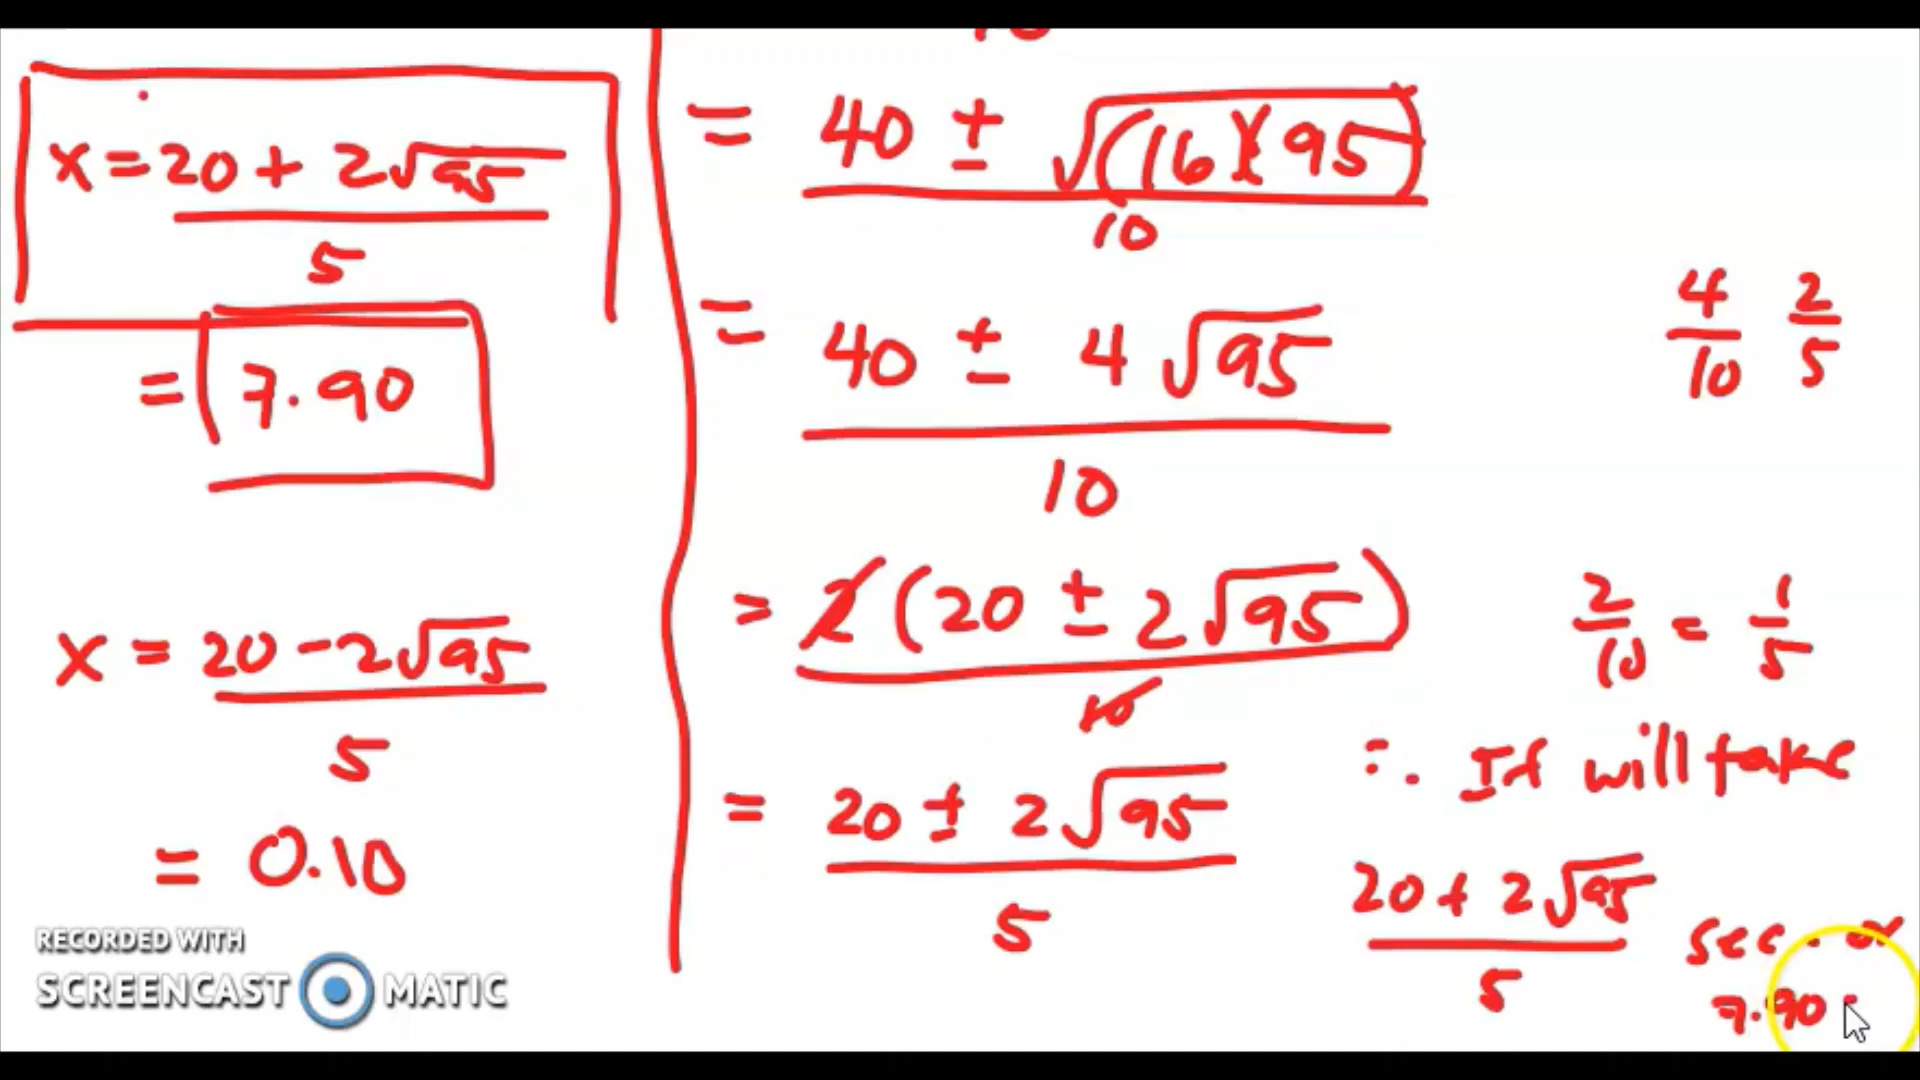 x = 20 + 2√95
5
= 7.90
x = 20 - 2√95
5
= 0.10
= 40 ± √(16)(95)
10
= 40 ± 4√95
10
= 2(20 ± 2√95)
10
= 20 ± 2√95
5
4 2
10 5
2 = 1
10 5
∴ It will take
20 + 2√95
5
sec. or
7.90
RECORDED WITH
SCREENCAST MATIC